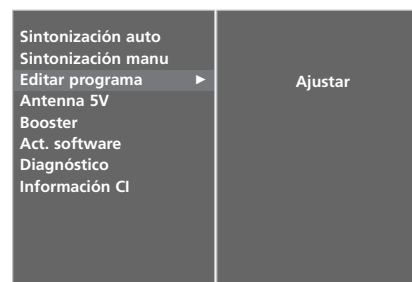 Sintonización auto
Sintonización manu
Editar programa ►
Antenna 5V
Booster
Act. software
Diagnóstico
Información CI
Ajustar